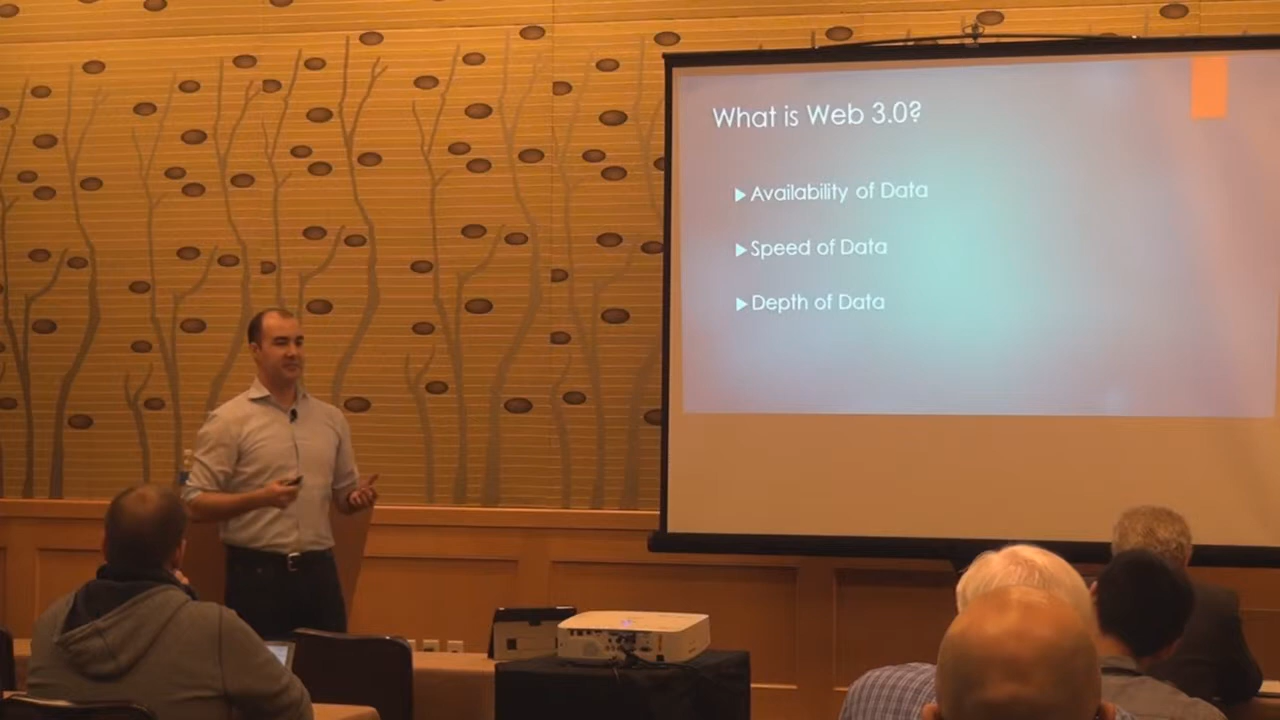 What is Web 3.0?
Availability of Data
Speed of Data
Depth of Data